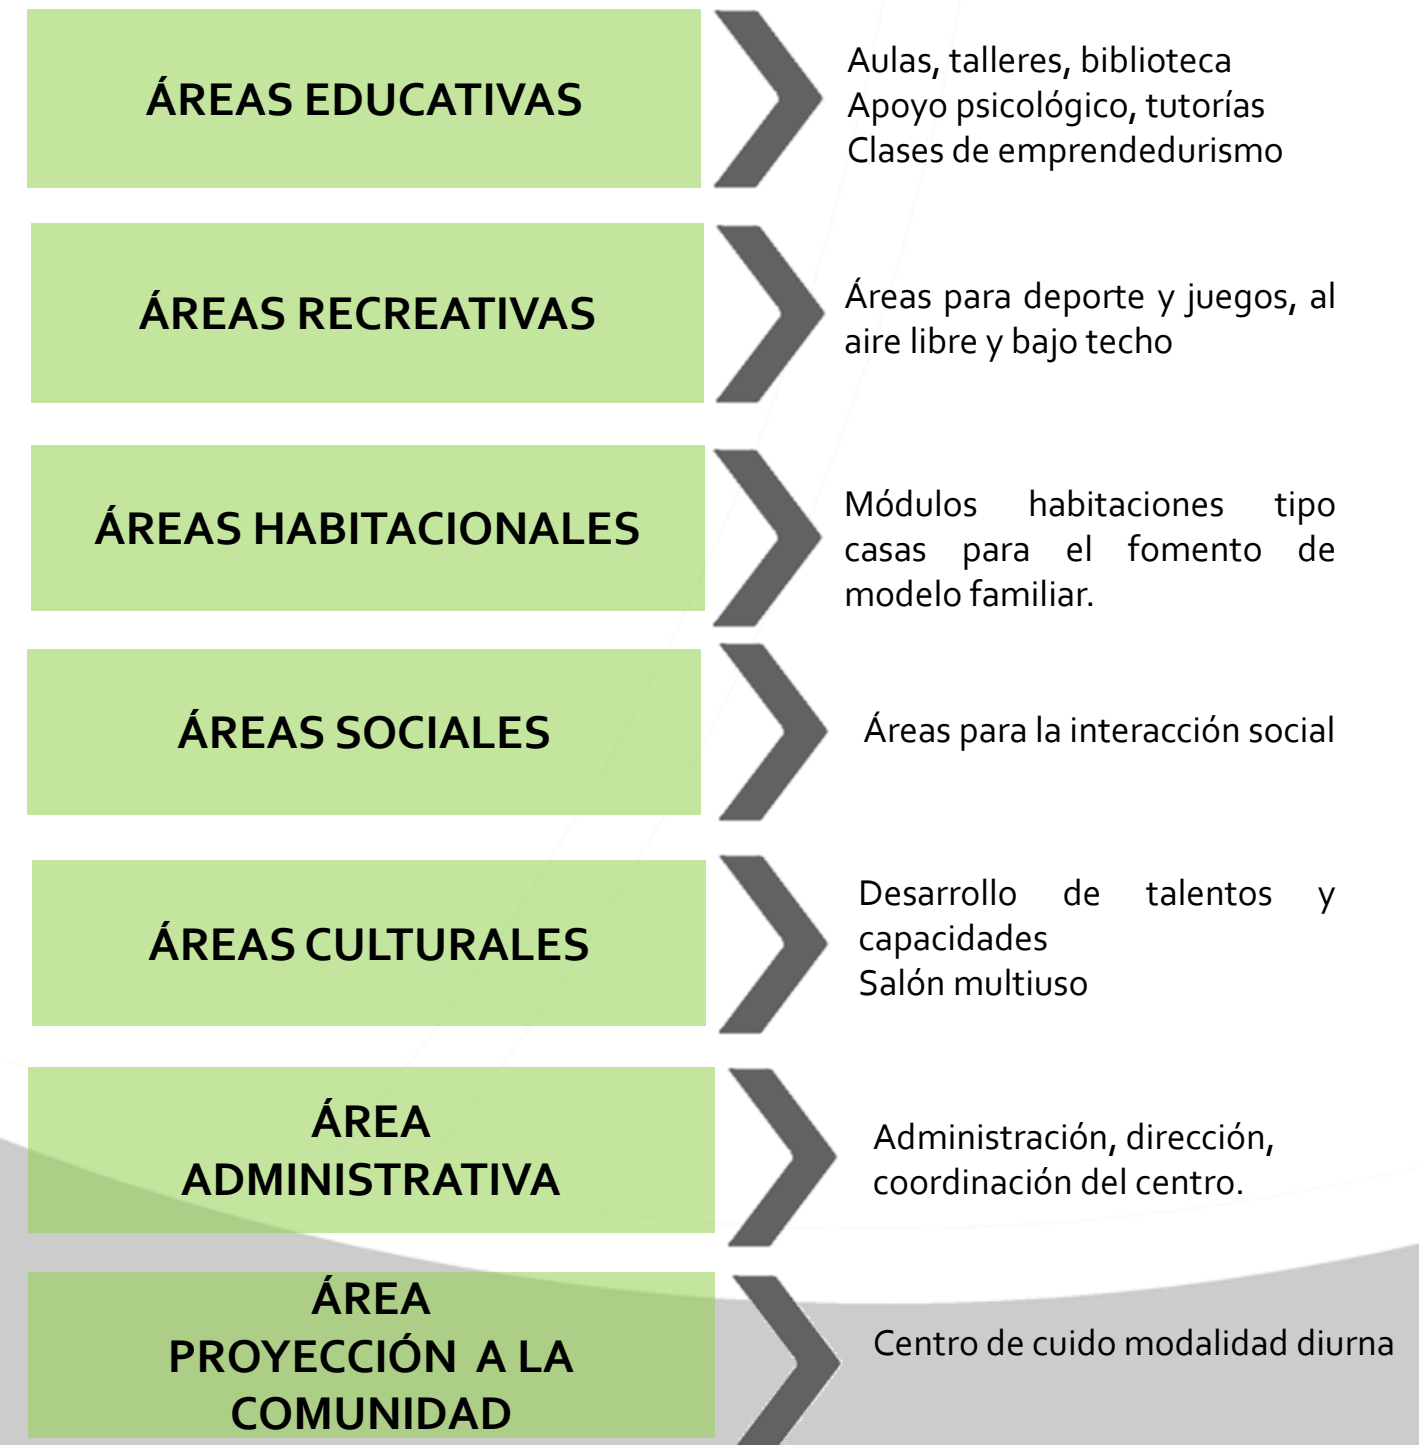 ÁREAS EDUCATIVAS
Aulas, talleres, biblioteca
Apoyo psicológico, tutorías
Clases de emprendedurismo
ÁREAS RECREATIVAS
Áreas para deporte y juegos, al
aire libre y bajo techo
ÁREAS HABITACIONALES
Módulos habitaciones tipo
casas para el fomento de
modelo familiar.
ÁREAS SOCIALES
Áreas para la interacción social
ÁREAS CULTURALES
Desarrollo de talentos y
capacidades
Salón multiuso
ÁREA
ADMINISTRATIVA
Administración, dirección,
coordinación del centro.
ÁREA
PROYECCIÓN A LA
COMUNIDAD
Centro de cuido modalidad diurna